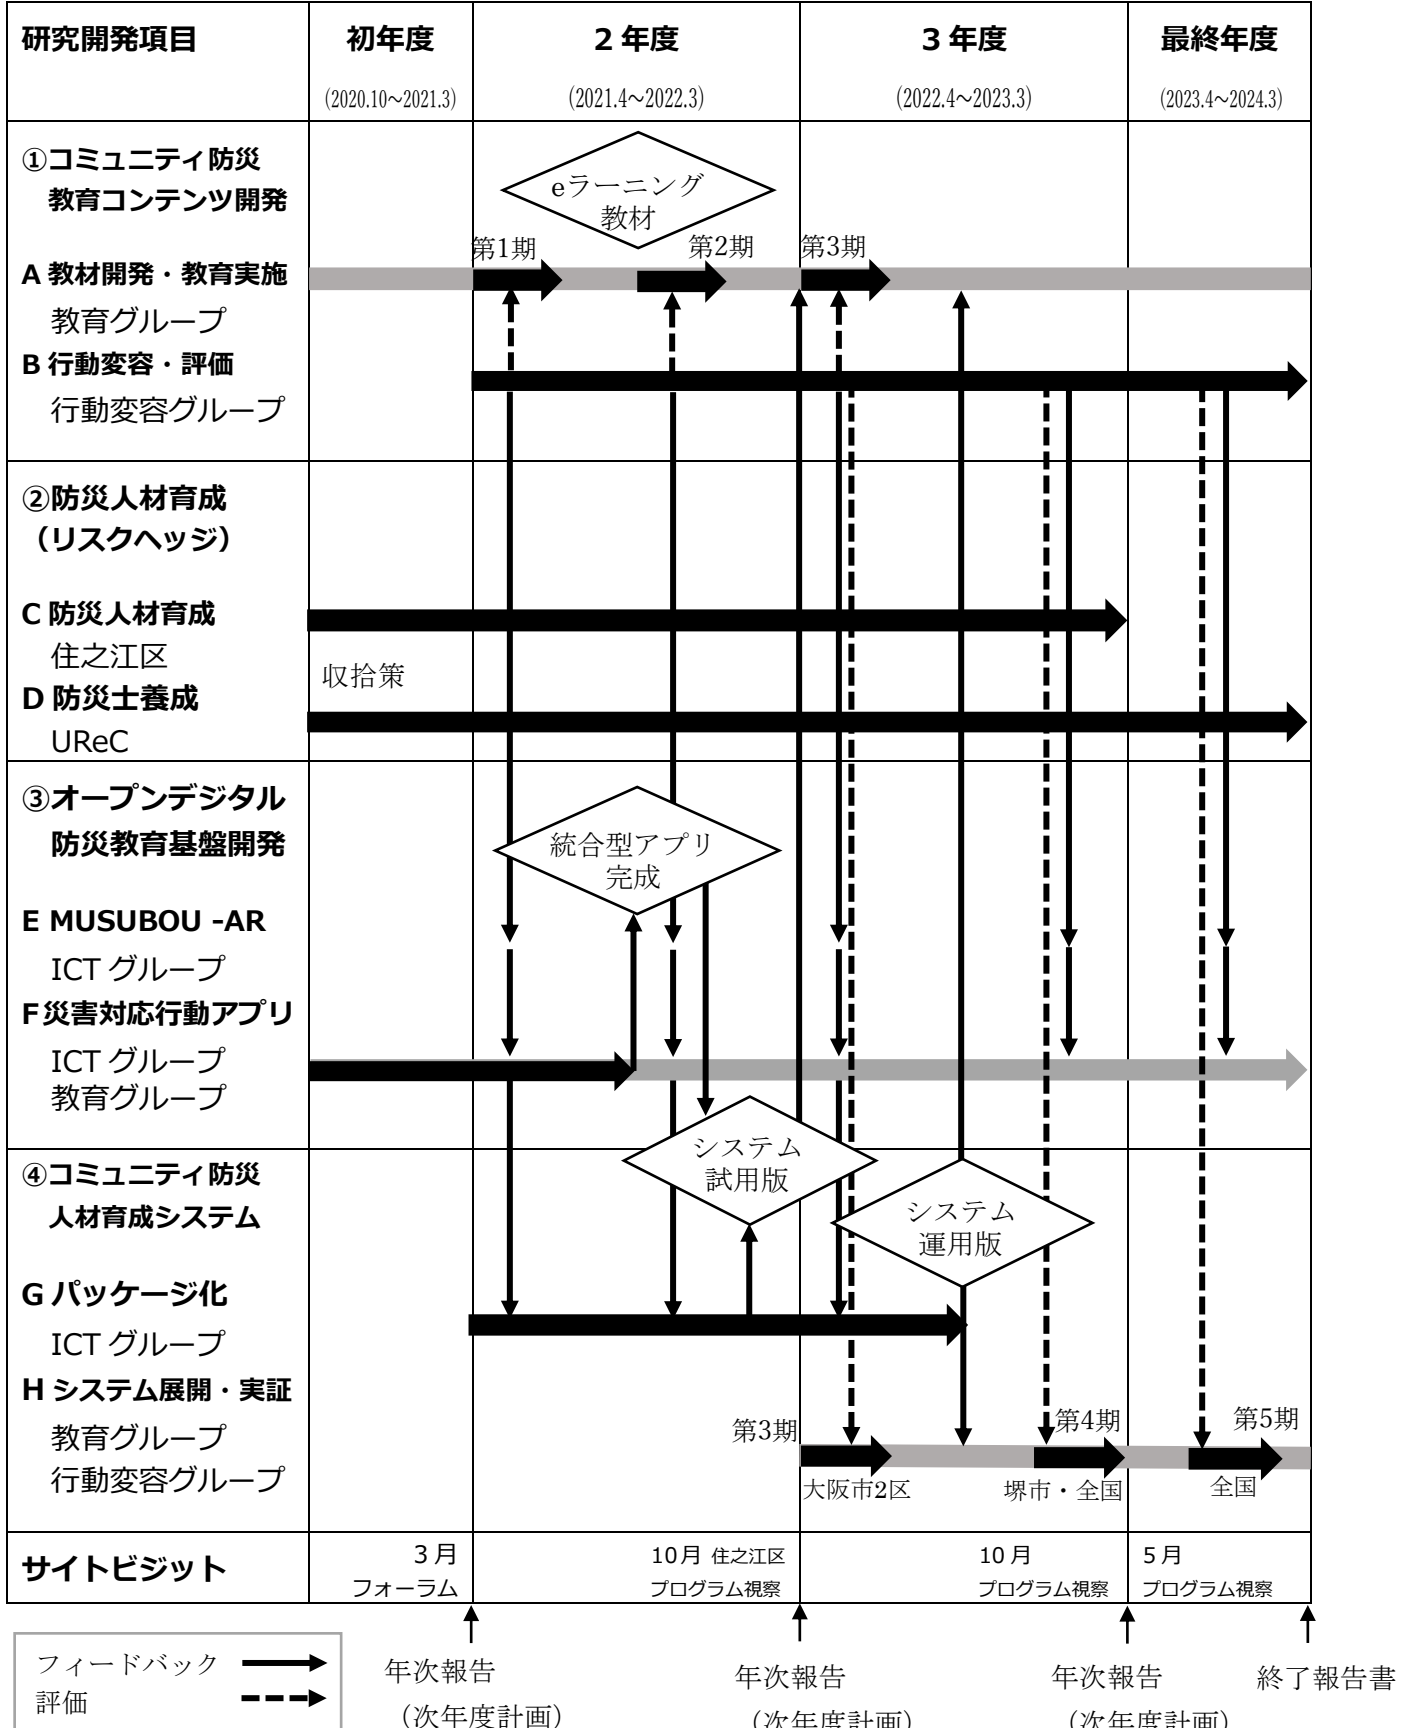 研究開発項目
初年度
２年度
３年度
最終年度
(2020.10～2021.3)
(2021.4～2022.3)
(2022.4～2023.3)
(2023.4～2024.3)
①コミュニティ防災
教育コンテンツ開発
eラーニング
教材
第1期
第2期
第3期
A 教材開発・教育実施
教育グループ
B 行動変容・評価
行動変容グループ
②防災人材育成
（リスクヘッジ）
C 防災人材育成
住之江区
収拾策
D 防災士養成
UReC
③オープンデジタル
防災教育基盤開発
統合型アプリ
完成
E MUSUBOU -AR
ICT グループ
F災害対応行動アプリ
ICT グループ
教育グループ
システム
試用版
④コミュニティ防災
人材育成システム
システム
運用版
G パッケージ化
ICT グループ
H システム展開・実証
教育グループ
行動変容グループ
第3期
大阪市2区
第4期
堺市・全国
第5期
全国
サイトビジット
３月
フォーラム
10月 住之江区
プログラム視察
10 月
プログラム視察
５月
プログラム視察
フィードバック
評価
年次報告
（次年度計画）
年次報告
（次年度計画）
年次報告
（次年度計画）
終了報告書